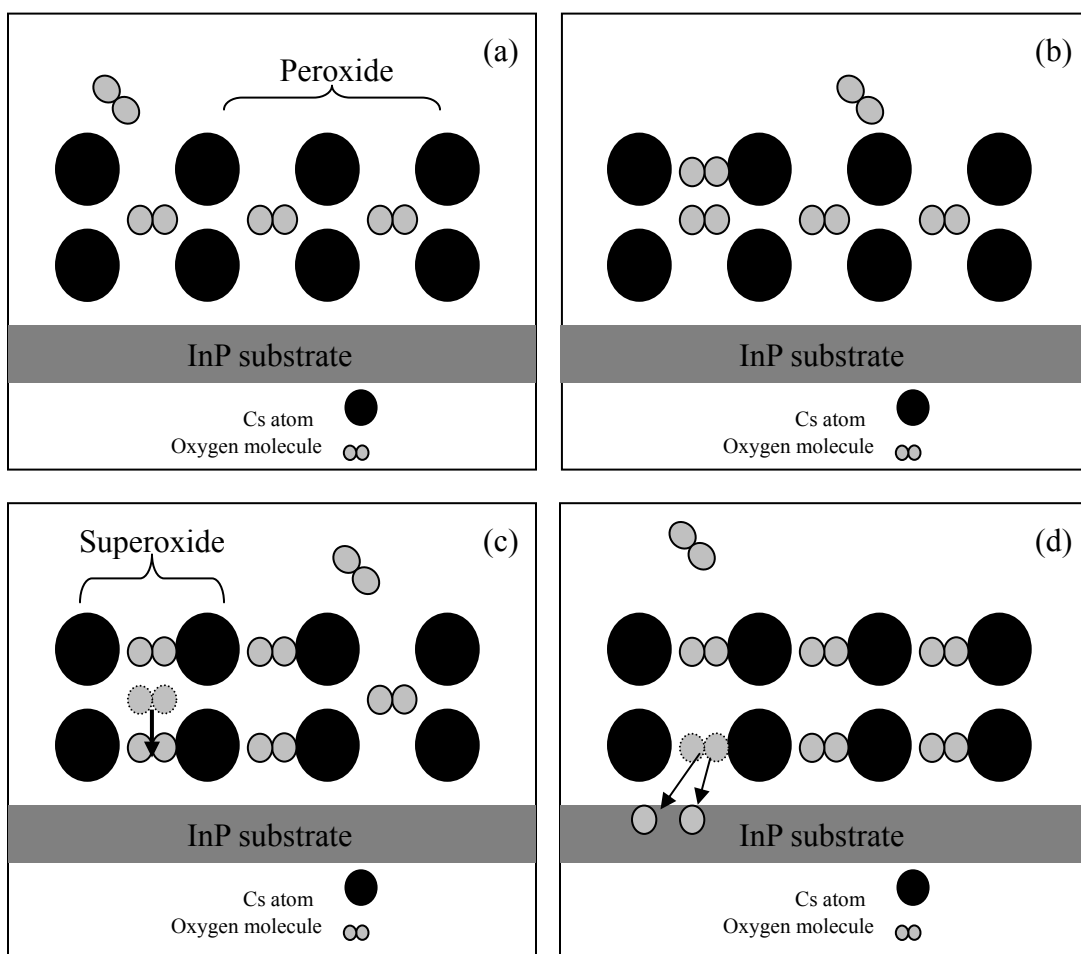 (a)
Peroxide
InP substrate
Cs atom
Oxygen molecule
(b)
InP substrate
Cs atom
Oxygen molecule
(c)
Superoxide
InP substrate
Cs atom
Oxygen molecule
(d)
InP substrate
Cs atom
Oxygen molecule